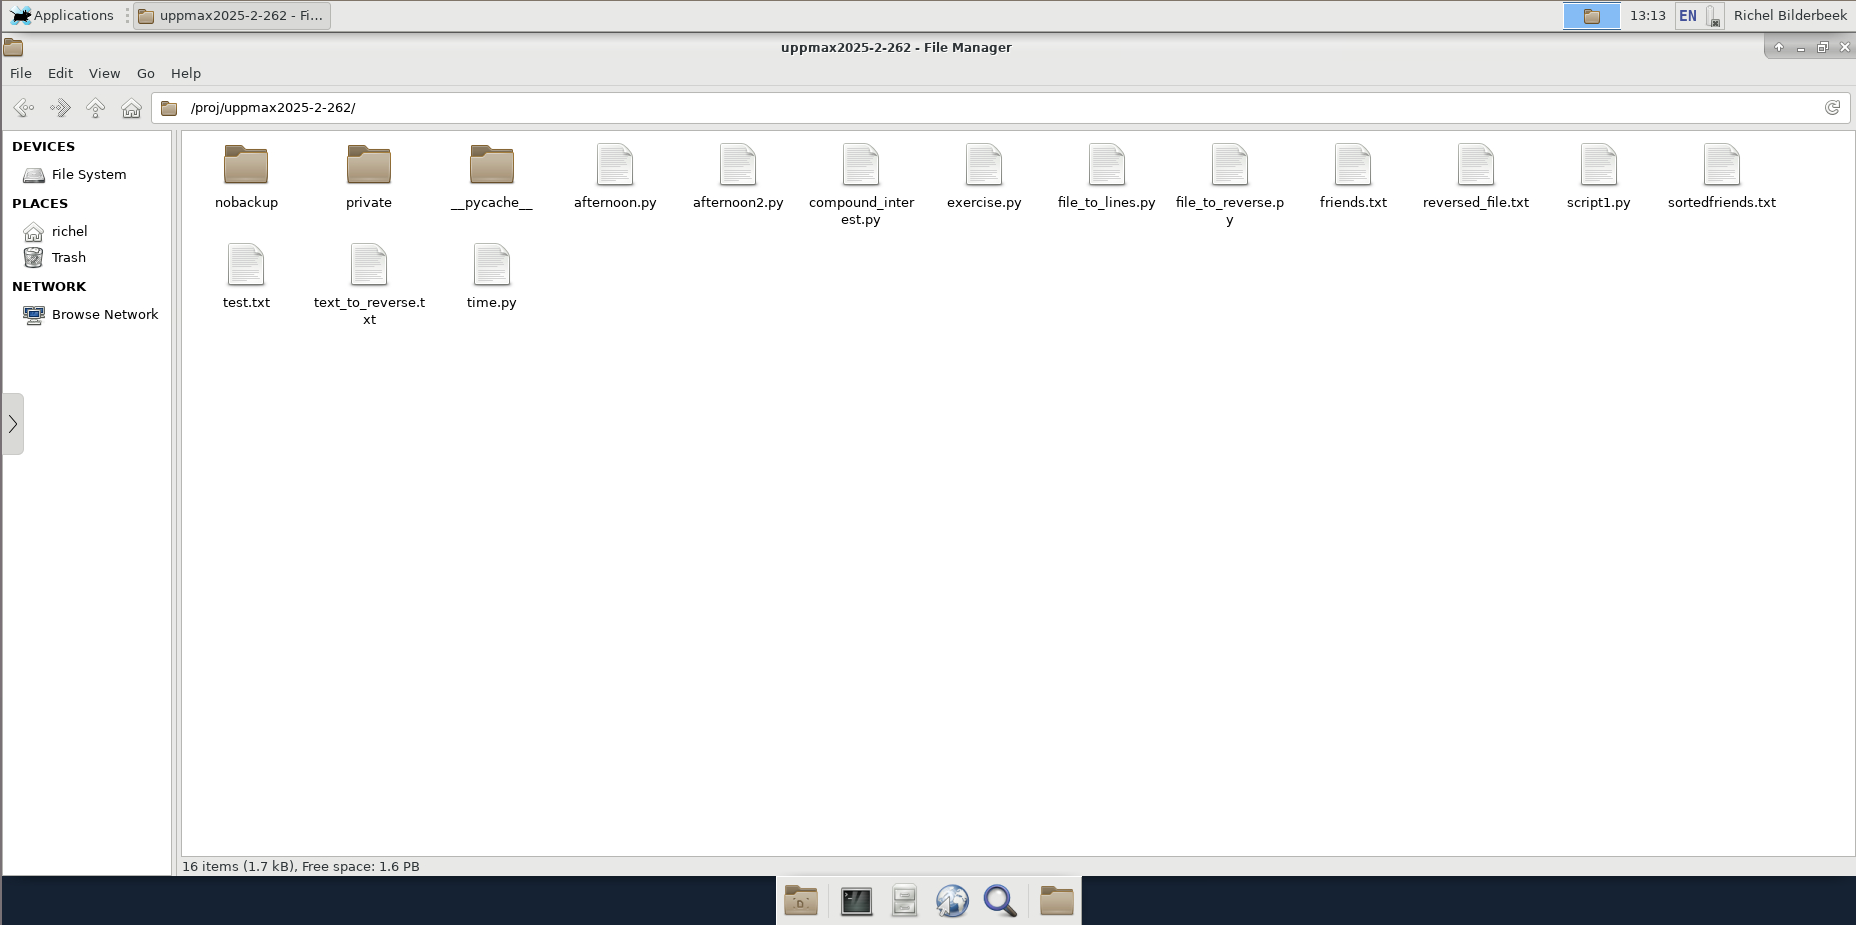 Applications uppmax2025-2-262 - Fi... 13:13 EN Richel Bilderbeek
uppmax2025-2-262 - File Manager
File Edit View Go Help
/proj/uppmax2025-2-262/
DEVICES
File System
PLACES
richel
Trash
NETWORK
Browse Network
nobackup private __pycache__ afternoon.py afternoon2.py compound_inter exercise.py file_to_lines.py file_to_reverse.p friends.txt reversed_file.txt script1.py sortedfriends.txt
est.py y
test.txt text_to_reverse.t time.py
xt
16 items (1.7 kB), Free space: 1.6 PB